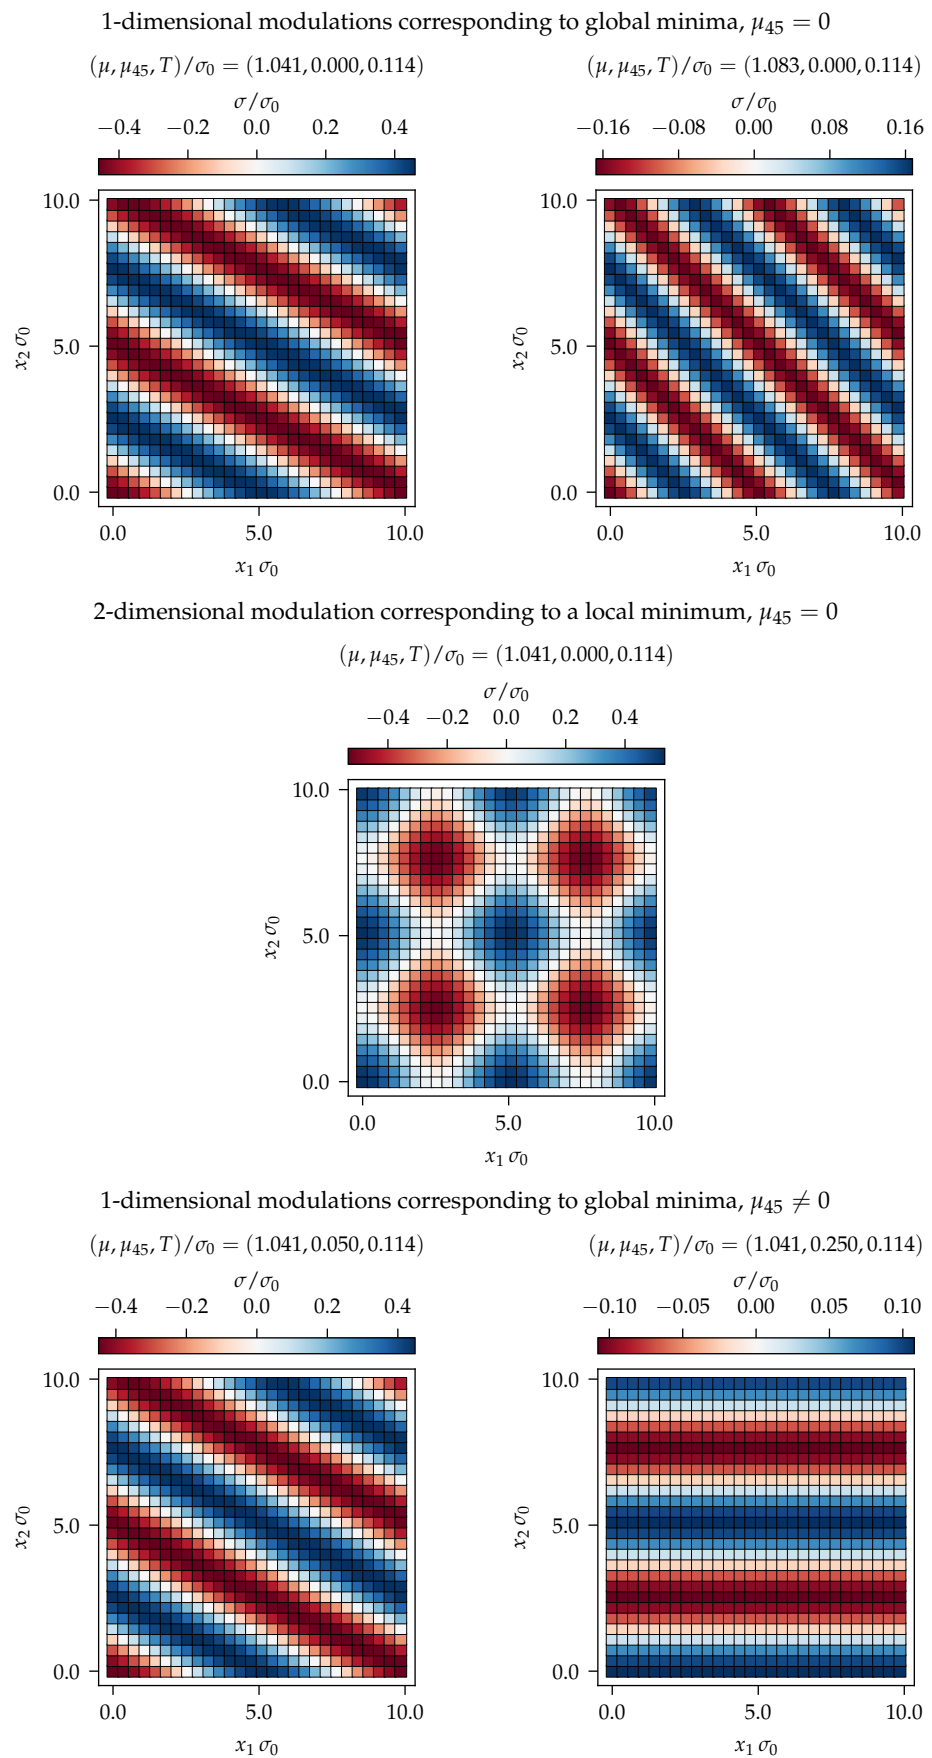 1-dimensional modulations corresponding to global minima, μ₄₅ = 0
(μ, μ₄₅, T)/σ₀ = (1.041, 0.000, 0.114)
σ/σ₀
−0.4 −0.2 0.0 0.2 0.4
10.0
5.0
0.0
x₂ σ₀
0.0 5.0 10.0
x₁ σ₀
(μ, μ₄₅, T)/σ₀ = (1.083, 0.000, 0.114)
σ/σ₀
−0.16 −0.08 0.00 0.08 0.16
10.0
5.0
0.0
x₂ σ₀
0.0 5.0 10.0
x₁ σ₀
2-dimensional modulation corresponding to a local minimum, μ₄₅ = 0
(μ, μ₄₅, T)/σ₀ = (1.041, 0.000, 0.114)
σ/σ₀
−0.4 −0.2 0.0 0.2 0.4
10.0
5.0
0.0
x₂ σ₀
0.0 5.0 10.0
x₁ σ₀
1-dimensional modulations corresponding to global minima, μ₄₅ ≠ 0
(μ, μ₄₅, T)/σ₀ = (1.041, 0.050, 0.114)
σ/σ₀
−0.4 −0.2 0.0 0.2 0.4
10.0
5.0
0.0
x₂ σ₀
0.0 5.0 10.0
x₁ σ₀
(μ, μ₄₅, T)/σ₀ = (1.041, 0.250, 0.114)
σ/σ₀
−0.10 −0.05 0.00 0.05 0.10
10.0
5.0
0.0
x₂ σ₀
0.0 5.0 10.0
x₁ σ₀